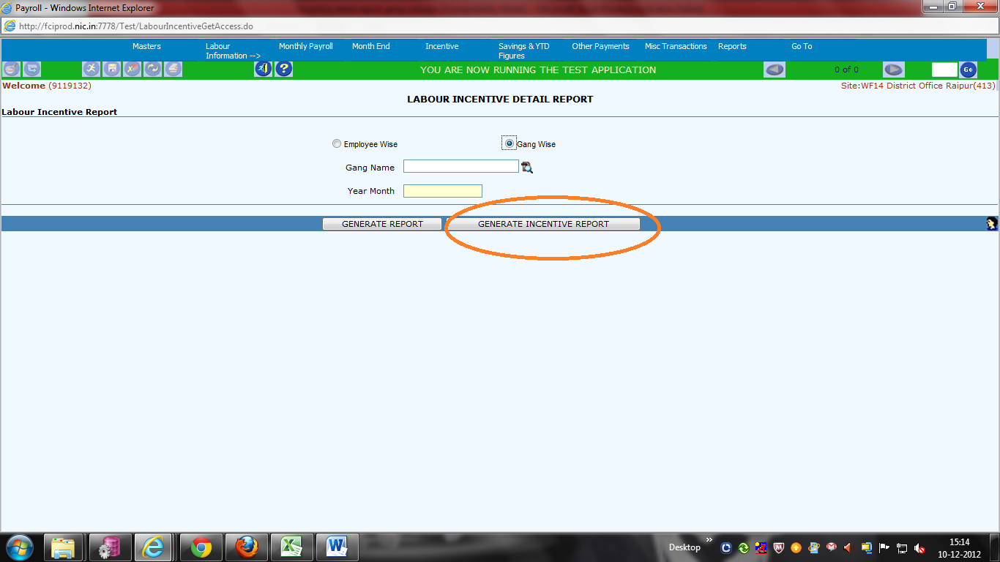 Payroll - Windows Internet Explorer
http://fciprod.nic.in:7778/Test/LabourIncentiveGetAccess.do
Masters Labour Monthly Payroll Month End Incentive Savings & YTD Other Payments Misc Transactions Reports Go To
Information --> Figures
YOU ARE NOW RUNNING THE TEST APPLICATION 0 of 0 Go
Welcome (9119132) Site:WF14 District Office Raipur(413)
LABOUR INCENTIVE DETAIL REPORT
Labour Incentive Report
Employee Wise Gang Wise
Gang Name
Year Month
GENERATE REPORT GENERATE INCENTIVE REPORT
Desktop » 15:14
10-12-2012